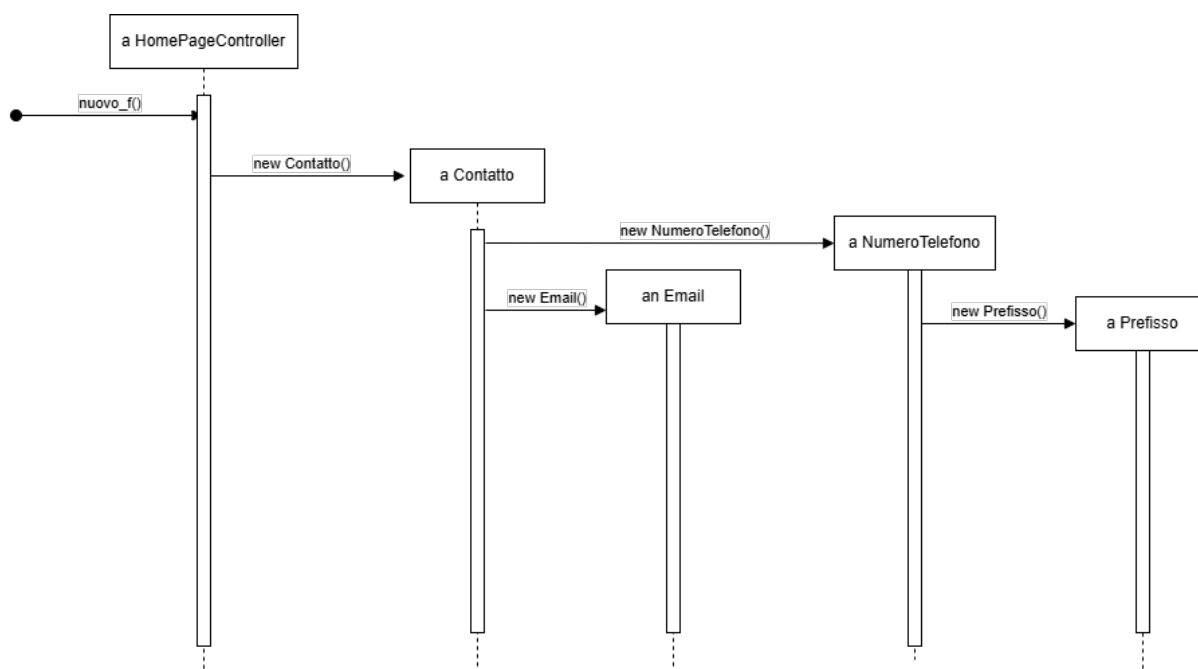 a HomePageController
nuovo_f()
new Contatto()
a Contatto
new NumeroTelefono()
a NumeroTelefono
new Email()
an Email
new Prefisso()
a Prefisso